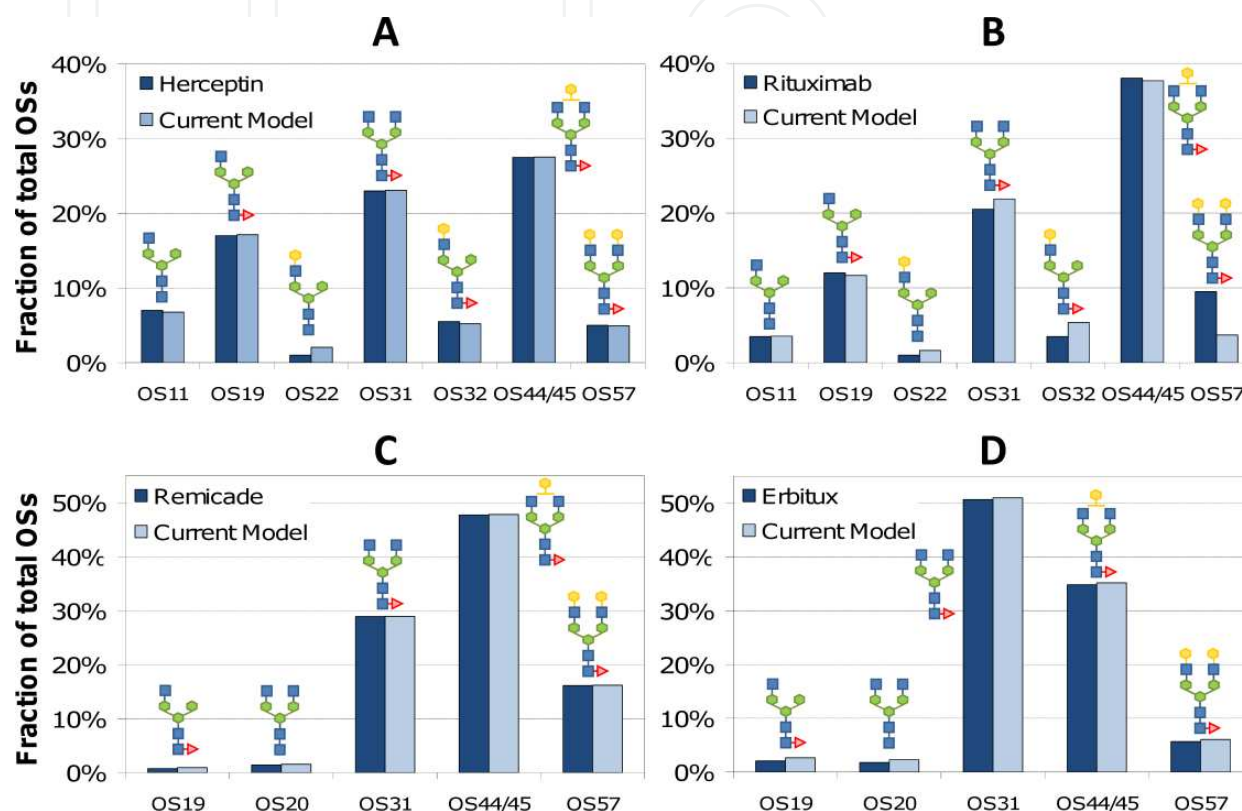 A
Fraction of total OSs
40%
30%
20%
10%
0%
Herceptin
Current Model
OS11 OS19 OS22 OS31 OS32 OS44/45 OS57
B
40%
30%
20%
10%
0%
Rituximab
Current Model
OS11 OS19 OS22 OS31 OS32 OS44/45 OS57
C
Fraction of total OSs
50%
40%
30%
20%
10%
0%
Remicade
Current Model
OS19 OS20 OS31 OS44/45 OS57
D
50%
40%
30%
20%
10%
0%
Erbitux
Current Model
OS19 OS20 OS31 OS44/45 OS57